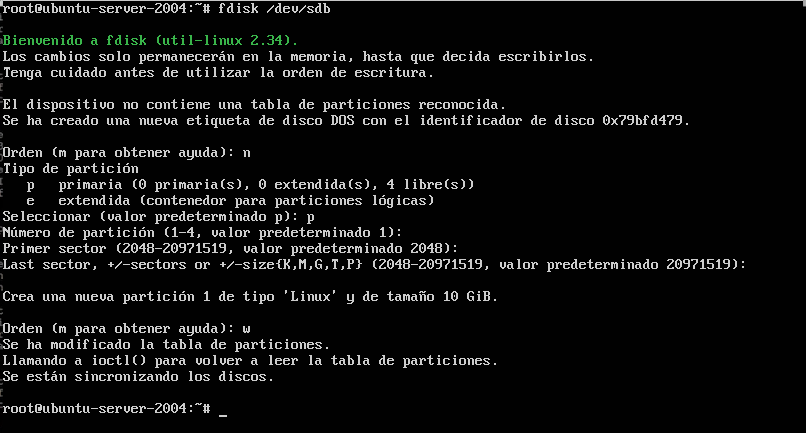 root@ubuntu-server-2004:~# fdisk /dev/sdb
Bienvenido a fdisk (util-linux 2.34).
Los cambios solo permanecerán en la memoria, hasta que decida escribirlos.
Tenga cuidado antes de utilizar la orden de escritura.
El dispositivo no contiene una tabla de particiones reconocida.
Se ha creado una nueva etiqueta de disco DOS con el identificador de disco 0x79bfd479.
Orden (m para obtener ayuda): n
Tipo de partición
p primaria (0 primaria(s), 0 extendida(s), 4 libre(s))
e extendida (contenedor para particiones lógicas)
Seleccionar (valor predeterminado p): p
Número de partición (1-4, valor predeterminado 1):
Primer sector (2048-20971519, valor predeterminado 2048):
Last sector, +/-sectors or +/-size{K,M,G,T,P} (2048-20971519, valor predeterminado 20971519):
Crea una nueva partición 1 de tipo 'Linux' y de tamaño 10 GiB.
Orden (m para obtener ayuda): w
Se ha modificado la tabla de particiones.
Llamando a ioctl() para volver a leer la tabla de particiones.
Se están sincronizando los discos.
root@ubuntu-server-2004:~# _